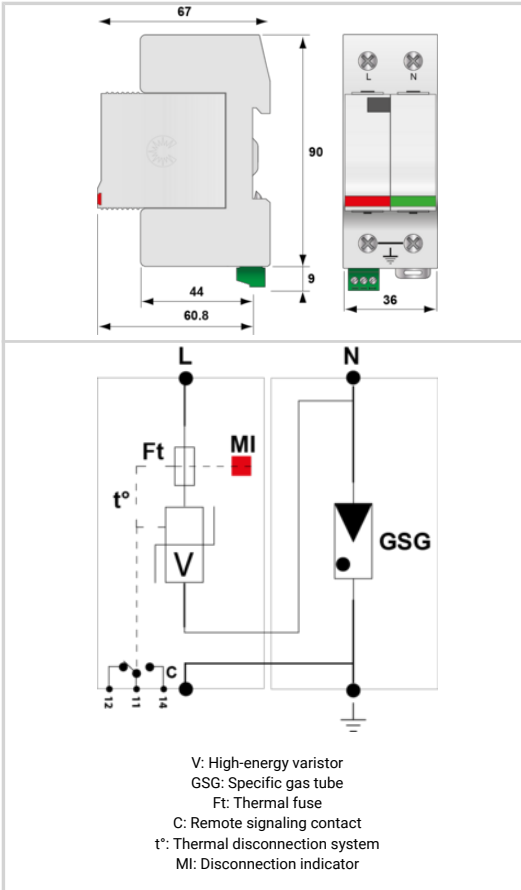 67
L N
90
9
44
36
60.8
L N
Ft MI
t°
V GSG
C
12 11 14
V: High-energy varistor
GSG: Specific gas tube
Ft: Thermal fuse
C: Remote signaling contact
t°: Thermal disconnection system
MI: Disconnection indicator